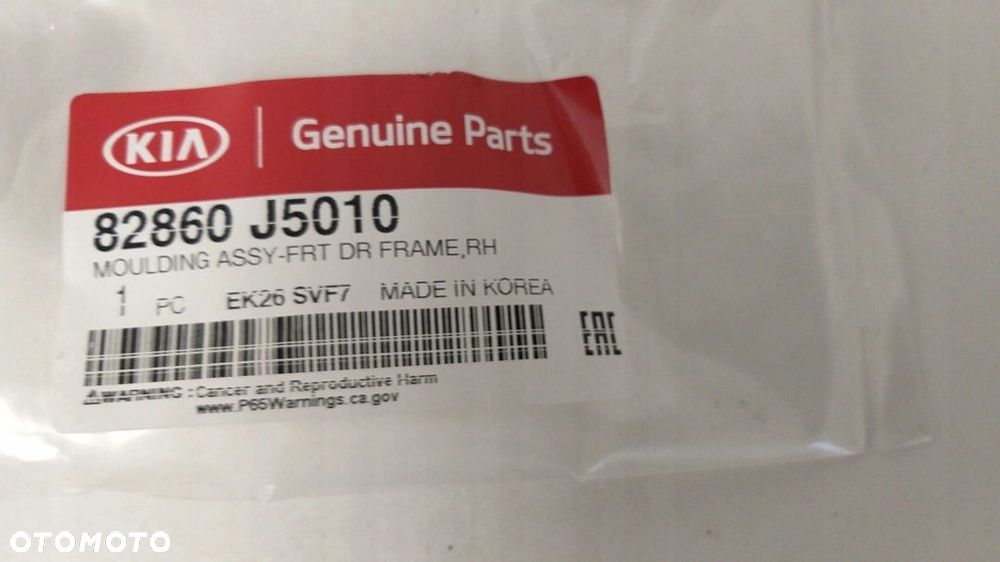 KIA Genuine Parts
82860 J5010
MOULDING ASSY-FRT DR FRAME,RH
1 PC EK26 SVF7 MADE IN KOREA
EAC
⚠WARNING : Cancer and Reproductive Harm
www.P65Warnings.ca.gov
OTOMOTO